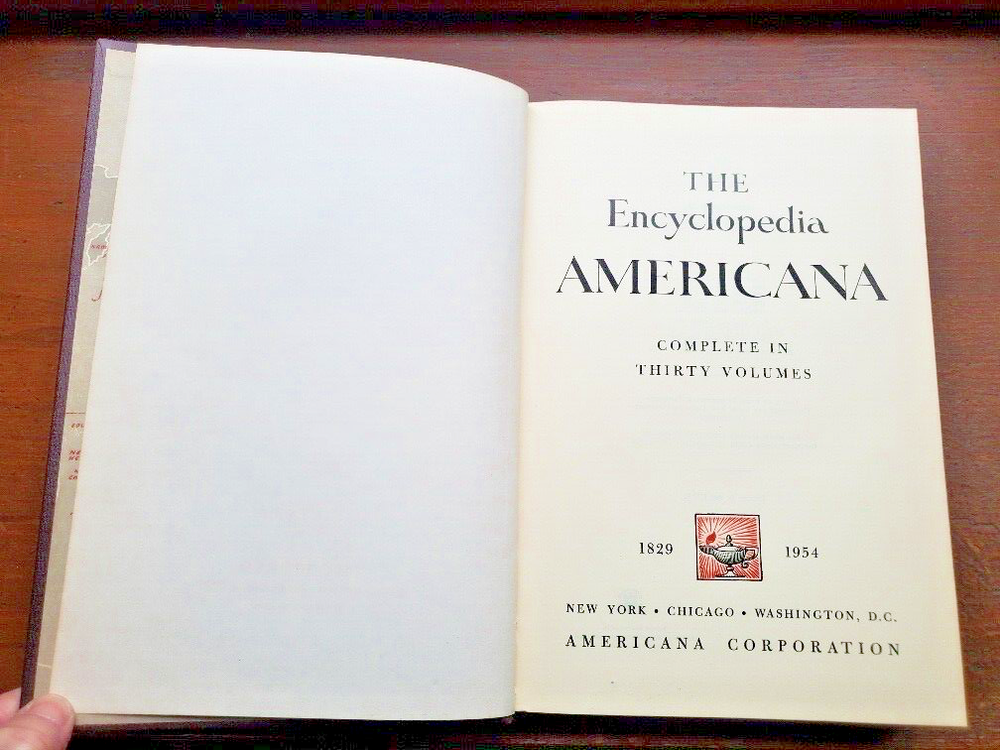 THE
Encyclopedia
AMERICANA
COMPLETE IN
THIRTY VOLUMES
1829 1954
NEW YORK • CHICAGO • WASHINGTON, D.C.
AMERICANA CORPORATION